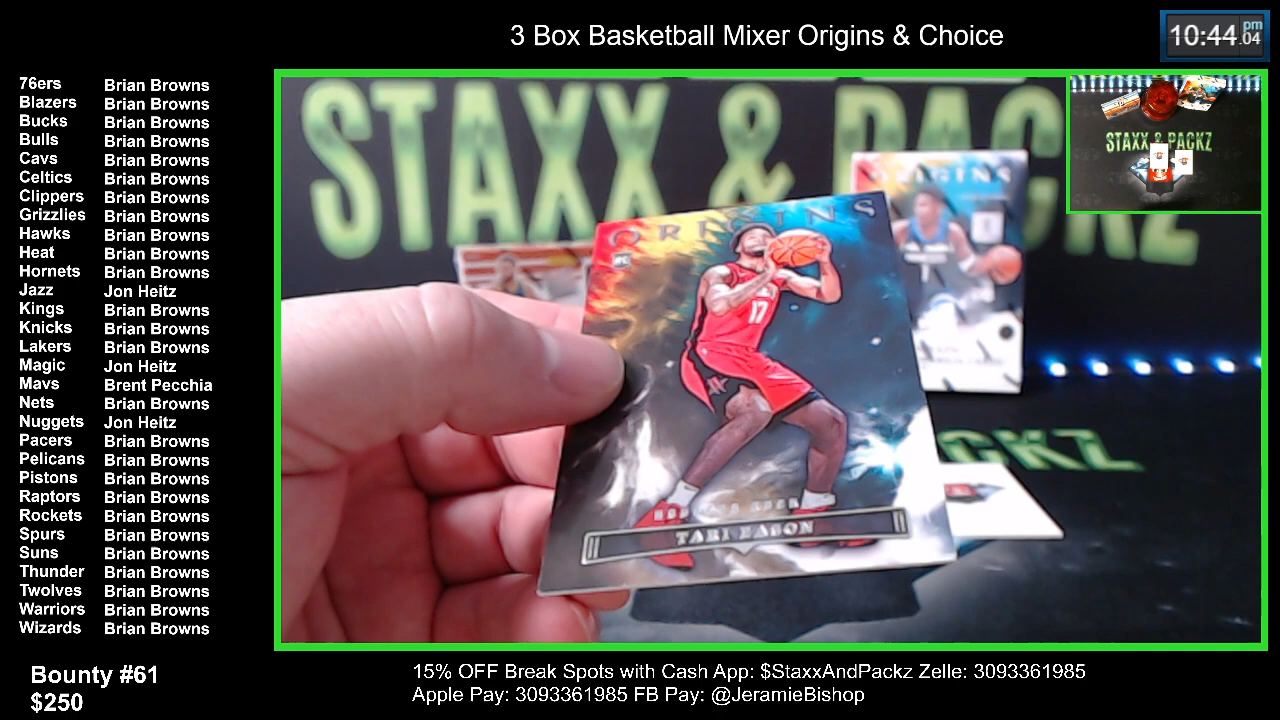 3 Box Basketball Mixer Origins & Choice
10:44.04 pm
76ers Brian Browns
Blazers Brian Browns
Bucks Brian Browns
Bulls Brian Browns
Cavs Brian Browns
Celtics Brian Browns
Clippers Brian Browns
Grizzlies Brian Browns
Hawks Brian Browns
Heat Brian Browns
Hornets Brian Browns
Jazz Jon Heitz
Kings Brian Browns
Knicks Brian Browns
Lakers Brian Browns
Magic Jon Heitz
Mavs Brent Pecchia
Nets Brian Browns
Nuggets Jon Heitz
Pacers Brian Browns
Pelicans Brian Browns
Pistons Brian Browns
Raptors Brian Browns
Rockets Brian Browns
Spurs Brian Browns
Suns Brian Browns
Thunder Brian Browns
Twolves Brian Browns
Warriors Brian Browns
Wizards Brian Browns
Bounty #61
$250
STAXX & PACKZ
STAXX & PACKZ
ORIGINS
ORIGINS
17
TARI EASON
PACKZ
15% OFF Break Spots with Cash App: $StaxxAndPackz Zelle: 3093361985
Apple Pay: 3093361985 FB Pay: @JeramieBishop